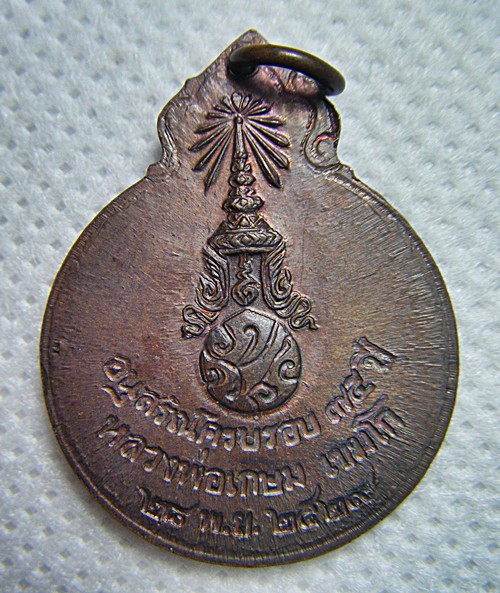 อนุสรณ์ครบรอบ ๗๕ ปี
หลวงพ่อเกษม เขมโก
๒๘ พ.ย. ๒๕๒๙